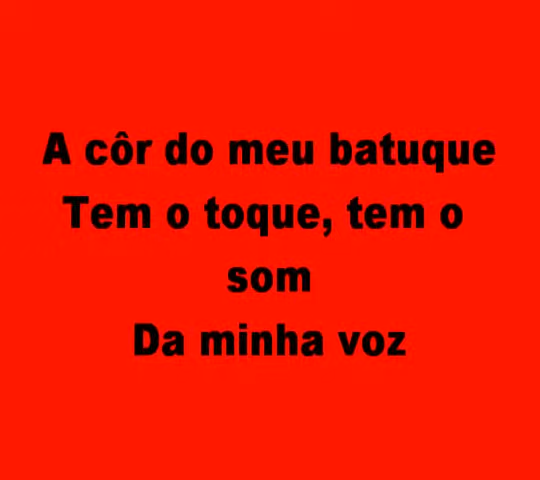 A côr do meu batuque
Tem o toque, tem o
som
Da minha voz